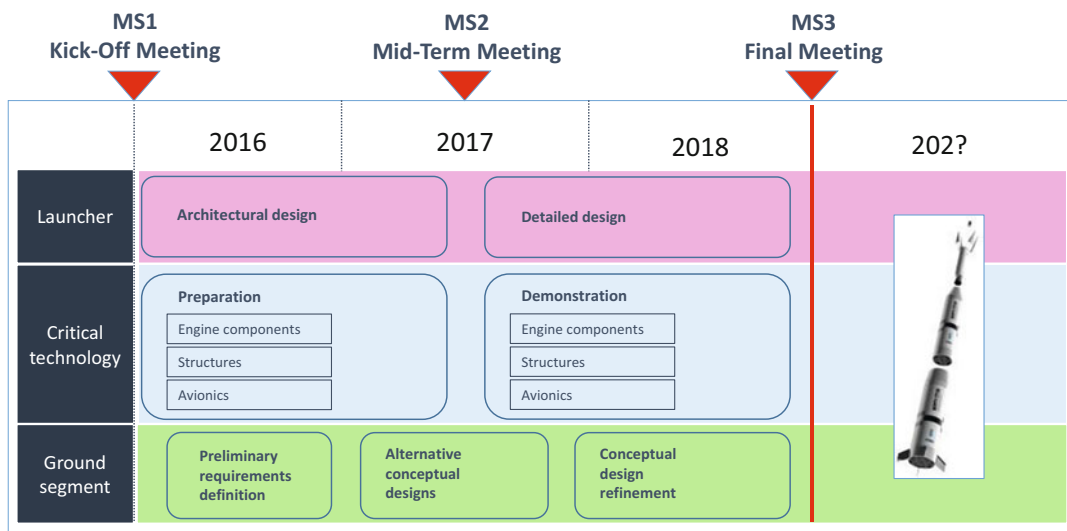 MS1
Kick-Off Meeting
MS2
Mid-Term Meeting
MS3
Final Meeting
2016
2017
2018
202?
Launcher
Architectural design
Detailed design
Critical
technology
Preparation
Engine components
Structures
Avionics
Demonstration
Engine components
Structures
Avionics
Ground
segment
Preliminary
requirements
definition
Alternative
conceptual
designs
Conceptual
design
refinement